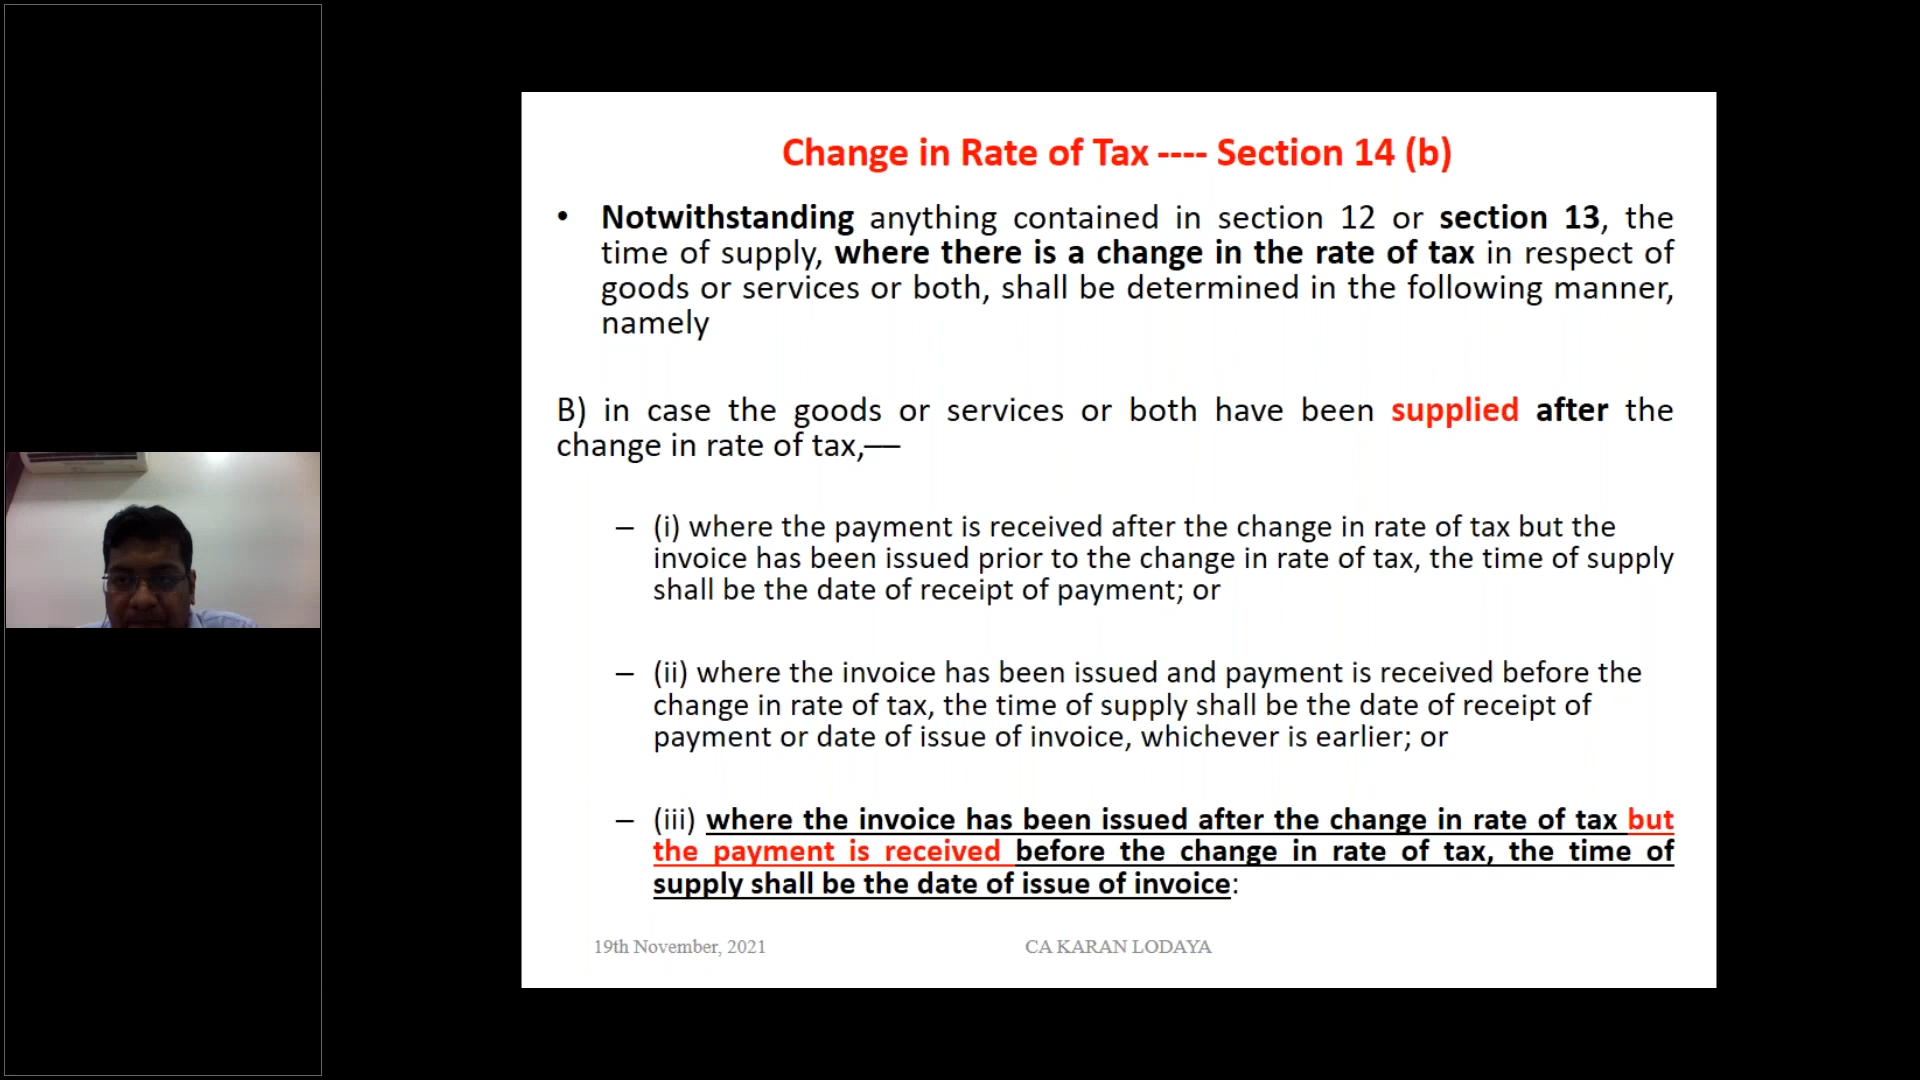 Change in Rate of Tax ---- Section 14 (b)
• Notwithstanding anything contained in section 12 or section 13, the
time of supply, where there is a change in the rate of tax in respect of
goods or services or both, shall be determined in the following manner,
namely
B) in case the goods or services or both have been supplied after the
change in rate of tax,—–
– (i) where the payment is received after the change in rate of tax but the
invoice has been issued prior to the change in rate of tax, the time of supply
shall be the date of receipt of payment; or
– (ii) where the invoice has been issued and payment is received before the
change in rate of tax, the time of supply shall be the date of receipt of
payment or date of issue of invoice, whichever is earlier; or
– (iii) where the invoice has been issued after the change in rate of tax but
the payment is received before the change in rate of tax, the time of
supply shall be the date of issue of invoice:
19th November, 2021
CA KARAN LODAYA